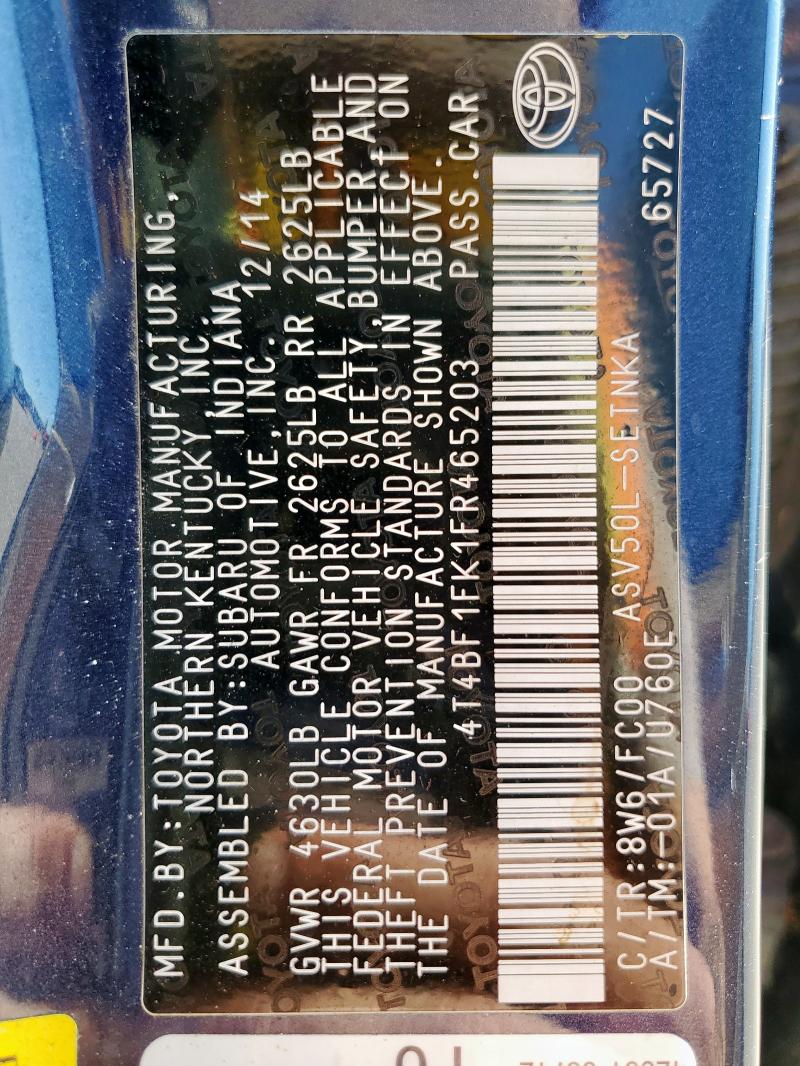 MFD.BY:TOYOTA MOTOR MANUFACTURING,
NORTHERN KENTUCKY INC.
ASSEMBLED BY:SUBARU OF INDIANA
AUTOMOTIVE,INC. 12/14
GVWR 4630LB GAWR FR 2625LB RR 2625LB
THIS VEHICLE CONFORMS TO ALL APPLICABLE
FEDERAL MOTOR VEHICLE SAFETY,BUMPER,AND
THEFT PREVENTION STANDARDS IN EFFECT ON
THE DATE OF MANUFACTURE SHOWN ABOVE.
4T4BF1FK1FR465203 PASS.CAR
C/TR:8W6/FC00 ASV50L-SETNKA 65727
A/TM:-01A/U760E